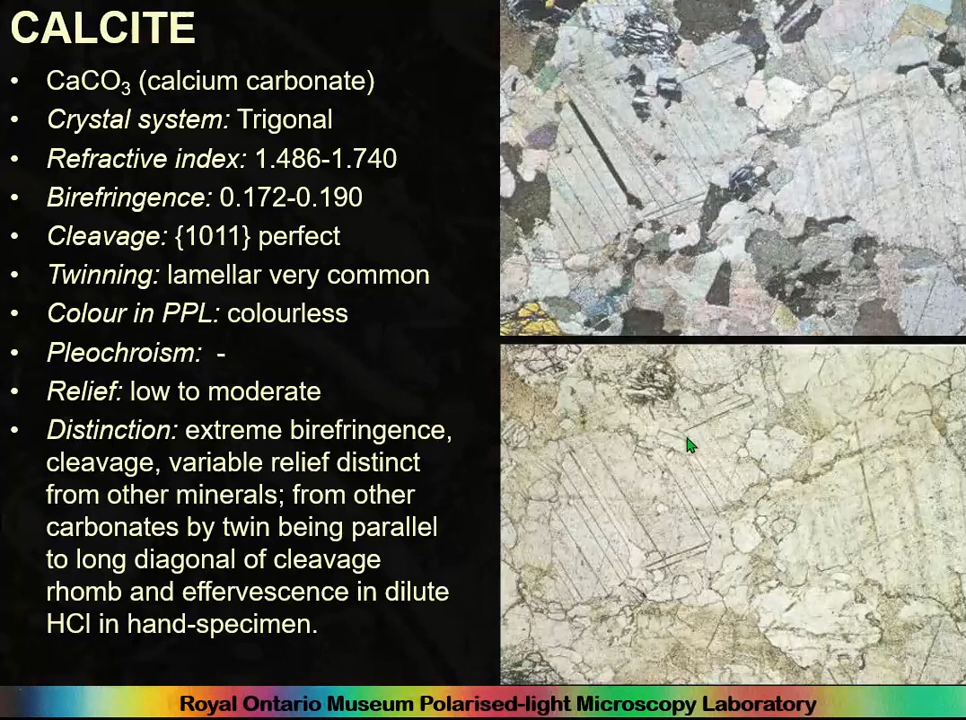 CALCITE
• CaCO₃ (calcium carbonate)
• Crystal system: Trigonal
• Refractive index: 1.486-1.740
• Birefringence: 0.172-0.190
• Cleavage: {1011} perfect
• Twinning: lamellar very common
• Colour in PPL: colourless
• Pleochroism: -
• Relief: low to moderate
• Distinction: extreme birefringence,
cleavage, variable relief distinct
from other minerals; from other
carbonates by twin being parallel
to long diagonal of cleavage
rhomb and effervescence in dilute
HCl in hand-specimen.
Royal Ontario Museum Polarised-light Microscopy Laboratory